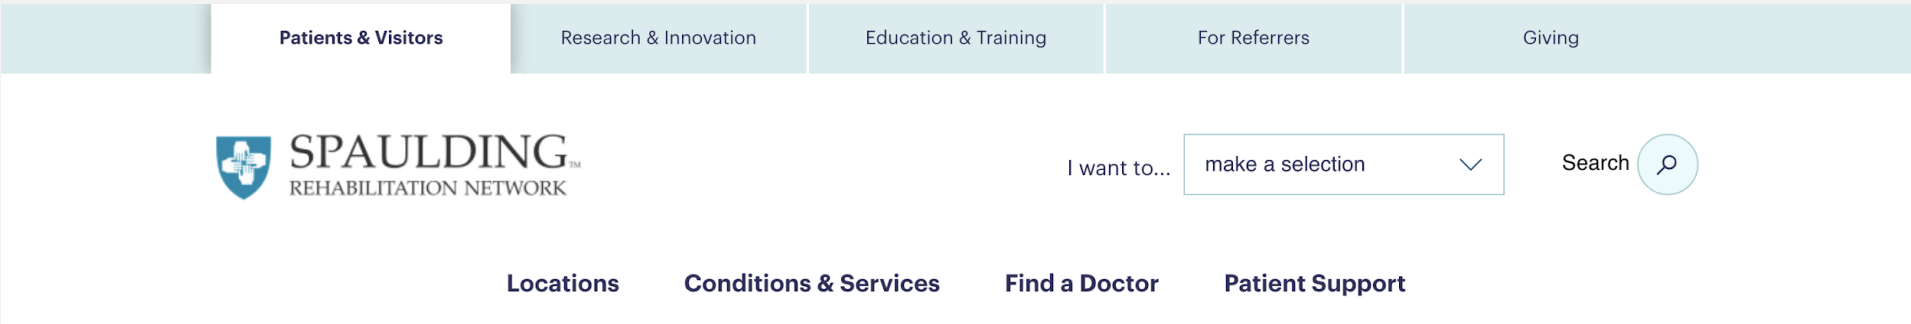 Patients & Visitors
Research & Innovation
Education & Training
For Referrers
Giving
SPAULDING™
REHABILITATION NETWORK
I want to...
make a selection
Search
Locations
Conditions & Services
Find a Doctor
Patient Support